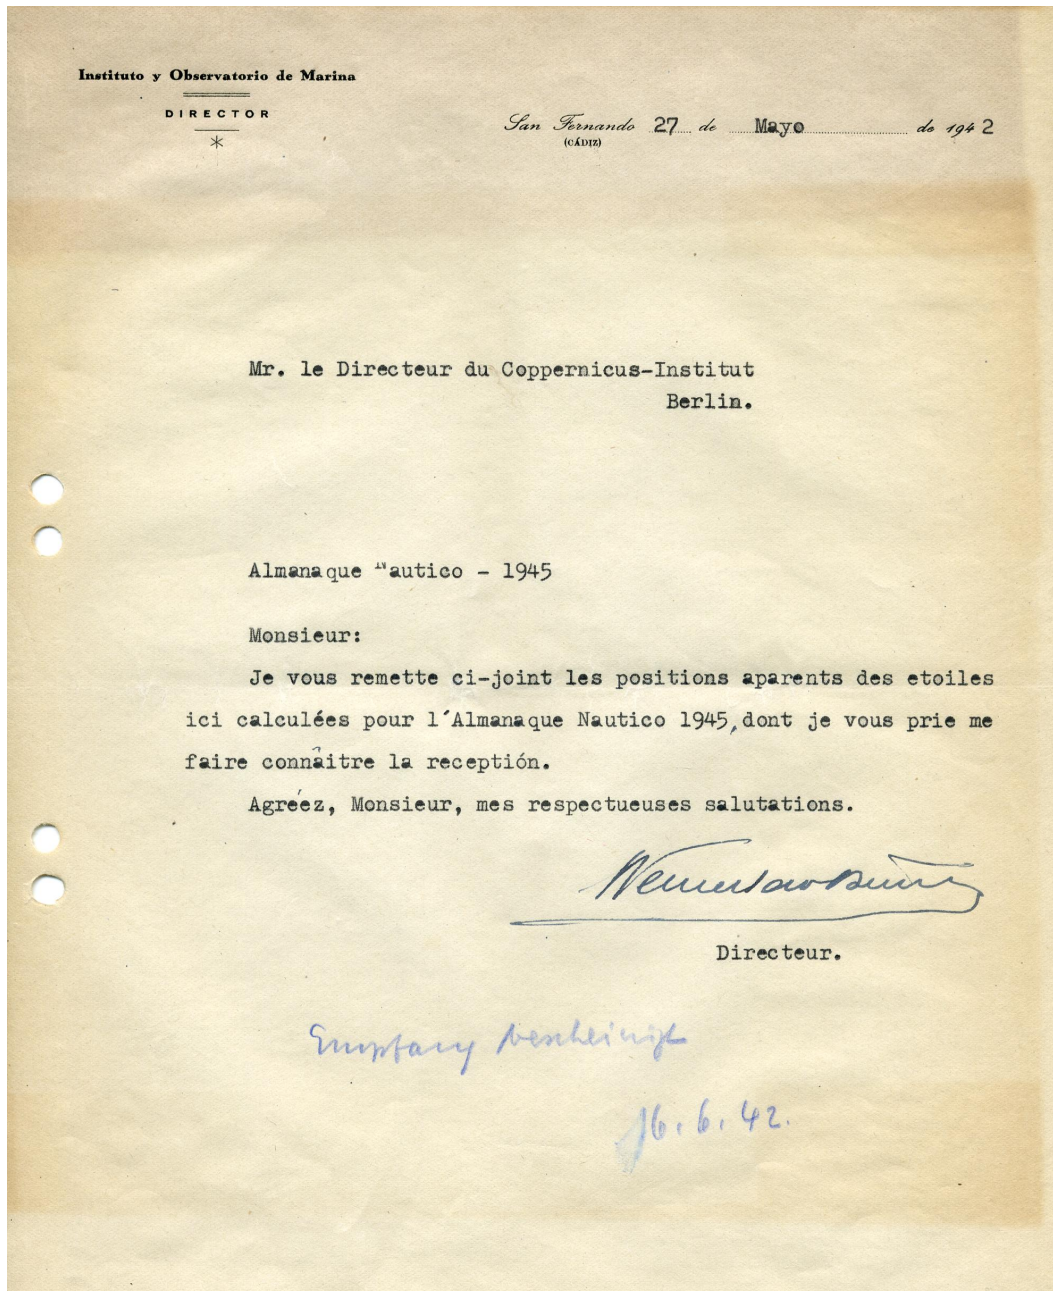 Instituto y Observatorio de Marina
DIRECTOR
San Fernando 27 de Mayo de 1942
(CÁDIZ)
Mr. le Directeur du Coppernicus-Institut
Berlin.
Almanaque Nautico - 1945
Monsieur:
Je vous remette ci-joint les positions aparents des etoiles
ici calculées pour l'Almanaque Nautico 1945, dont je vous prie me
faire connâitre la receptión.
Agréez, Monsieur, mes respectueuses salutations.
Directeur.
Empfang bescheinigt
16.6.42.